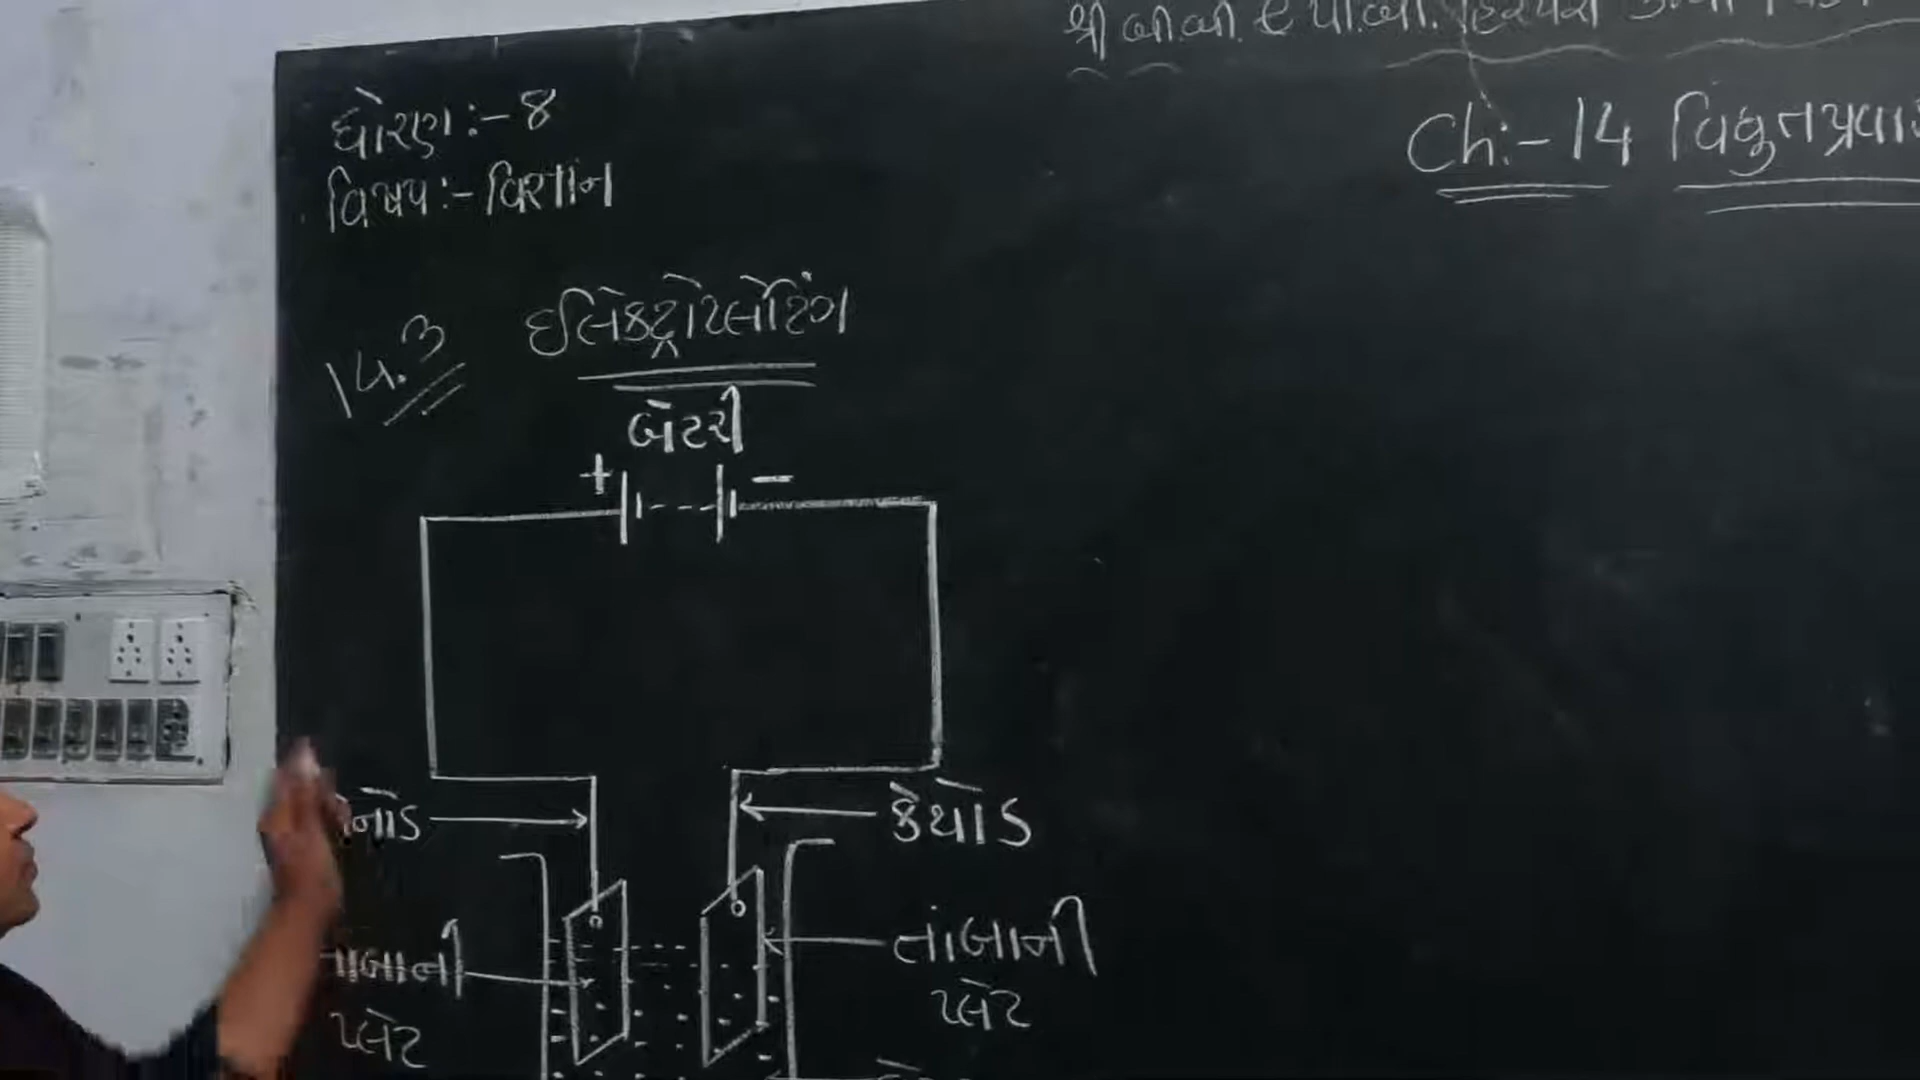 શ્રી
Ch:- 14 વિદ્યુતપ્રવા
ધોરણ :- 8
વિષય :- વિજ્ઞાન
14.3 ઇલેક્ટ્રોપ્લેટિંગ
બેટરી
+ -
નોડ
કેથોડ
તાંબાની
પ્લેટ
તાંબાની
પ્લેટ